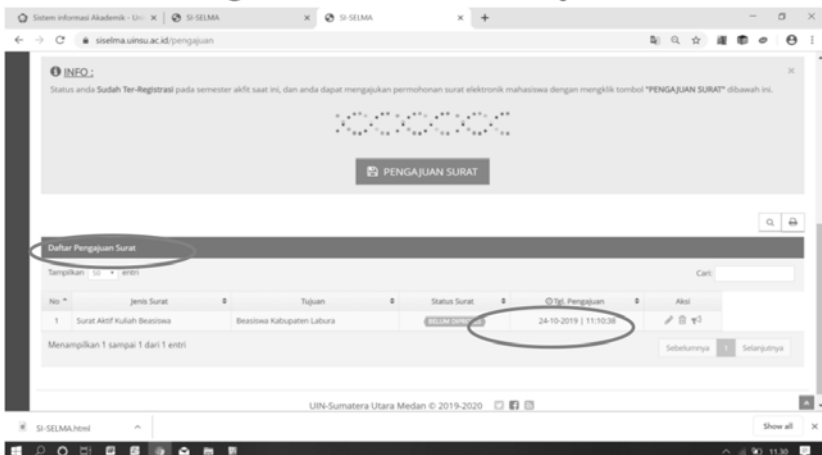 Sistem informasi Akademik - Uni
SI-SELMA
SI-SELMA
siselma.uinsu.ac.id/pengajuan
INFO :
Status anda Sudah Ter-Registrasi pada semester akfit saat ini, dan anda dapat mengajukan permohonan surat elektronik mahasiswa dengan mengklik tombol "PENGAJUAN SURAT" dibawah ini.
PENGAJUAN SURAT
Daftar Pengajuan Surat
Tampilkan 50 entri
Cari:
No Jenis Surat Tujuan Status Surat Tgl. Pengajuan Aksi
1 Surat Aktif Kuliah Beasiswa Beasiswa Kabupaten Labura BELUM DIPROSES 24-10-2019 | 11:10:38
Menampilkan 1 sampai 1 dari 1 entri
Sebelumnya 1 Selanjutnya
UIN-Sumatera Utara Medan © 2019-2020
SI-SELMA.html
Show all
11.30